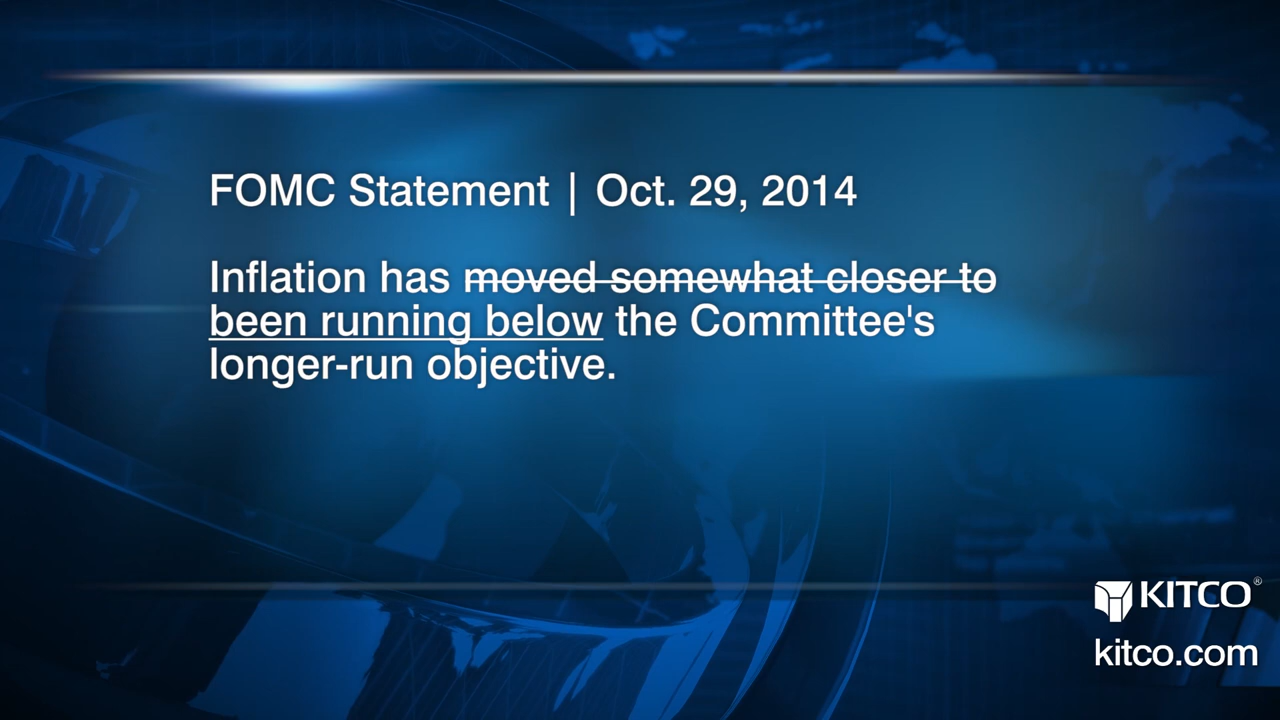 FOMC Statement | Oct. 29, 2014
Inflation has moved somewhat closer to
been running below the Committee's
longer-run objective.
KITCO®
kitco.com